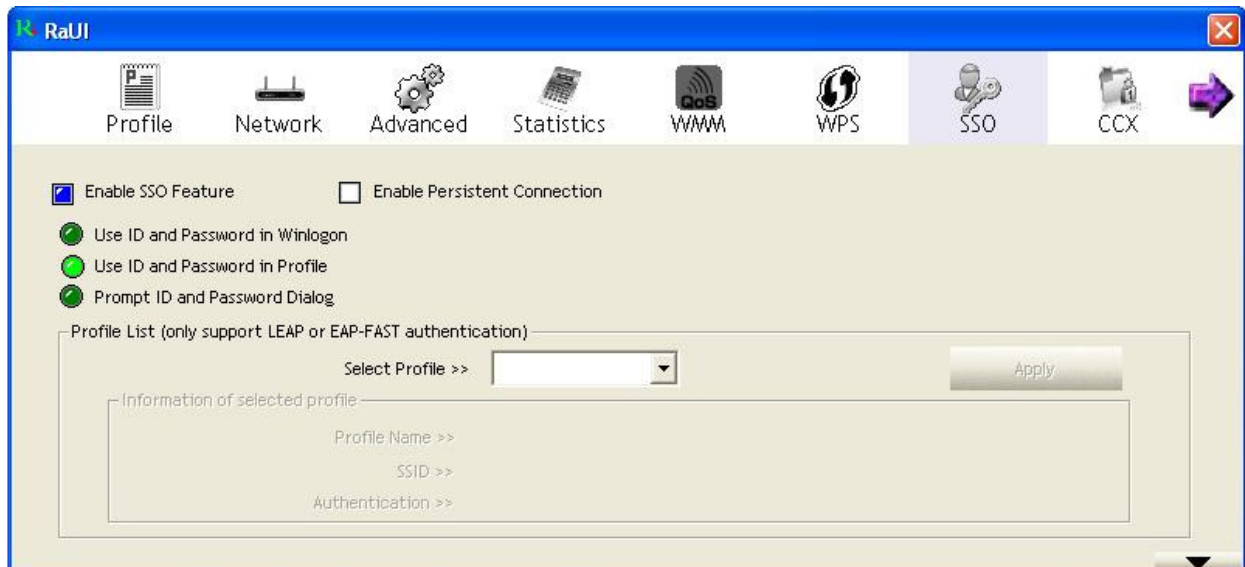 RaUI
Profile Network Advanced Statistics QoS WMM WPS SSO CCX
Enable SSO Feature Enable Persistent Connection
Use ID and Password in Winlogon
Use ID and Password in Profile
Prompt ID and Password Dialog
Profile List (only support LEAP or EAP-FAST authentication)
Select Profile >> Apply
Information of selected profile
Profile Name >>
SSID >>
Authentication >>